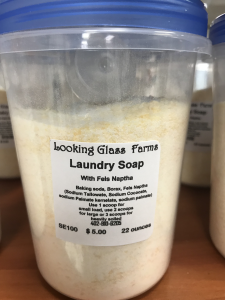 Looking Glass Farms
Laundry Soap
With Fels Neptha
Baking soda, Borax, Fels Neptha
(Sodium Tallowate, Sodium Cocoate,
sodium Palmate kernelate, sodium palmate)
Use 1 scoop for
small load, use 2 scoops
for large or 3 scoops for
heavily soiled
BE100 $ 5.00 22 ounces